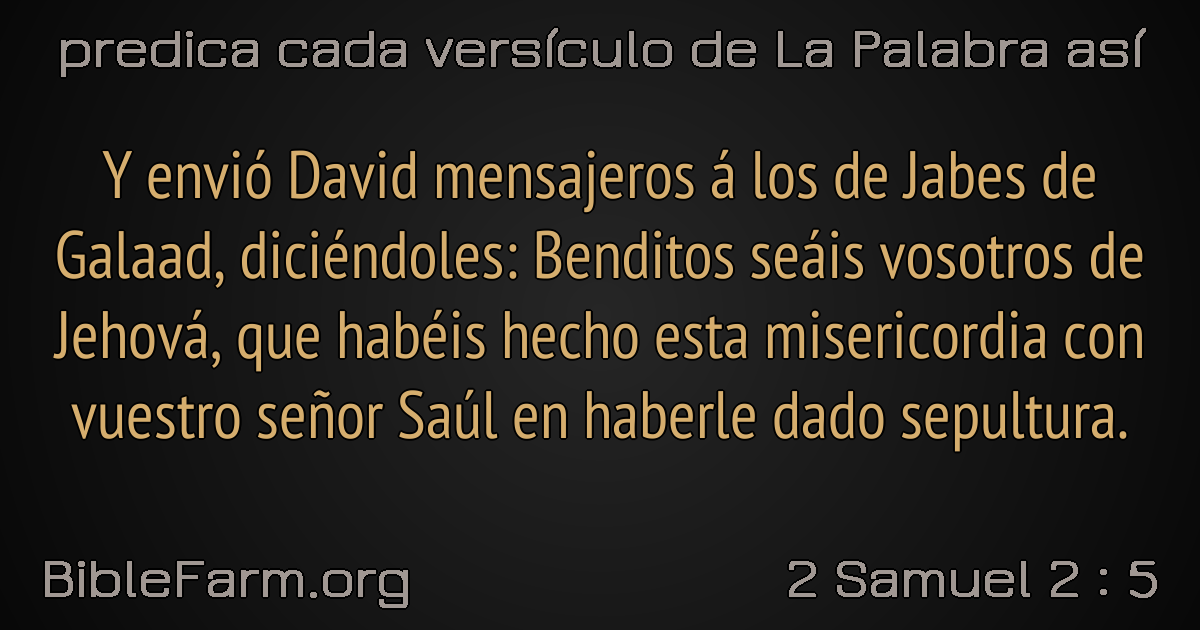 predica cada versículo de La Palabra así
Y envió David mensajeros á los de Jabes de
Galaad, diciéndoles: Benditos seáis vosotros de
Jehová, que habéis hecho esta misericordia con
vuestro señor Saúl en haberle dado sepultura.
BibleFarm.org
2 Samuel 2 : 5